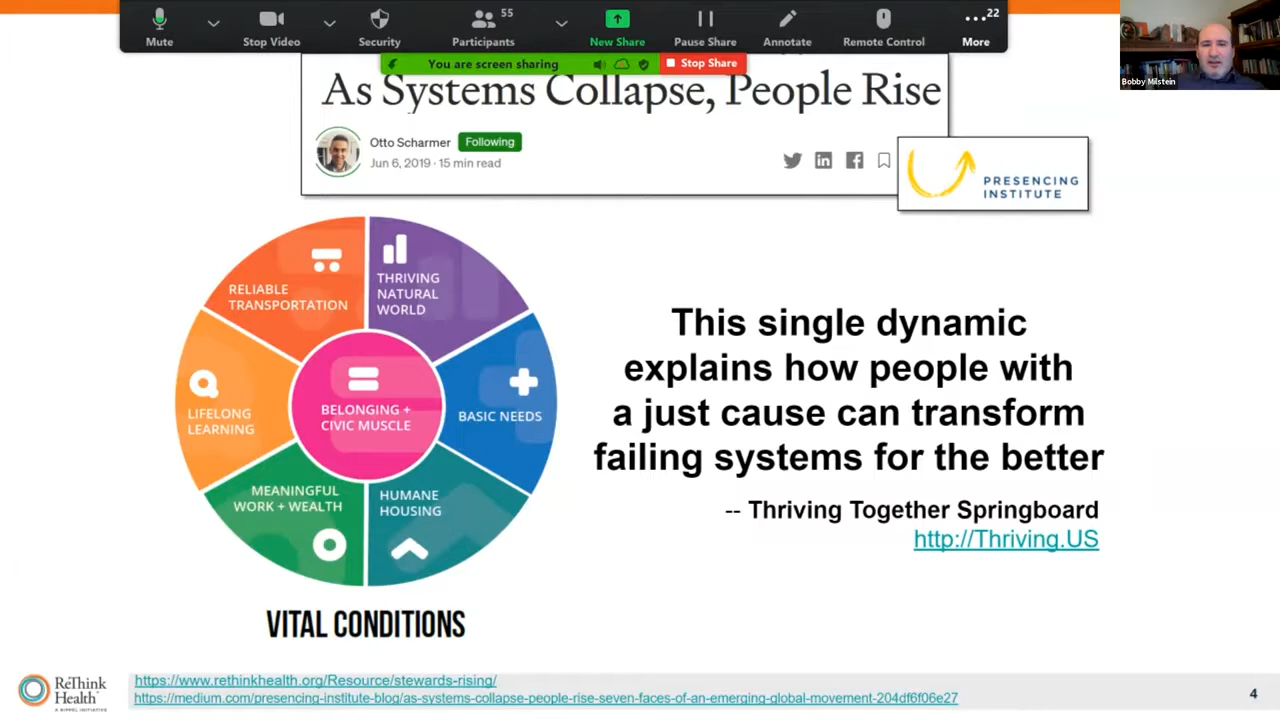 55
22
Mute
Stop Video
Security
Participants
New Share
Pause Share
Annotate
Remote Control
More
You are screen sharing
Stop Share
Bobby Milstein
As Systems Collapse, People Rise
Otto Scharmer
Following
Jun 6, 2019 · 15 min read
PRESENCING
INSTITUTE
RELIABLE
TRANSPORTATION
THRIVING
NATURAL
WORLD
LIFELONG
LEARNING
BELONGING +
CIVIC MUSCLE
BASIC NEEDS
MEANINGFUL
WORK + WEALTH
HUMANE
HOUSING
VITAL CONDITIONS
This single dynamic
explains how people with
a just cause can transform
failing systems for the better
-- Thriving Together Springboard
http://Thriving.US
ReThink
Health
A RIPPEL INITIATIVE
https://www.rethinkhealth.org/Resource/stewards-rising/
https://medium.com/presencing-institute-blog/as-systems-collapse-people-rise-seven-faces-of-an-emerging-global-movement-204df6f06e27
4